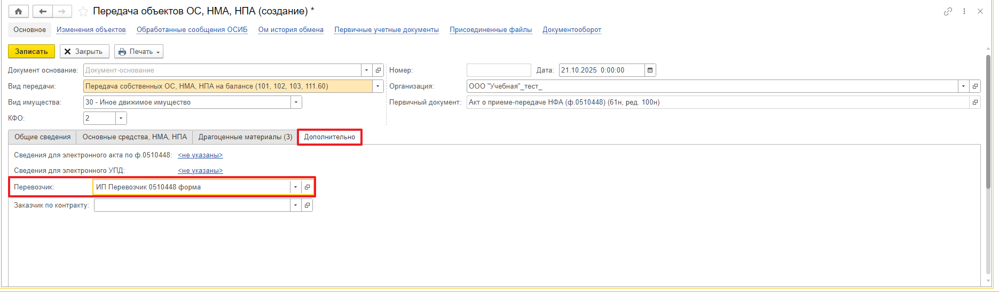 Передача объектов ОС, НМА, НПА (создание) *
Основное Изменения объектов Обработанные сообщения ОСИБ Ом история обмена Первичные учетные документы Присоединенные файлы Документооборот
Записать Закрыть Печать
Документ основание: Документ-основание Номер: Дата: 21.10.2025 0:00:00
Вид передачи: Передача собственных ОС, НМА, НПА на балансе (101, 102, 103, 111.60) Организация: ООО "Учебная"_тест_
Вид имущества: 30 - Иное движимое имущество Первичный документ: Акт о приеме-передаче НФА (ф.0510448) (61н, ред. 100н)
КФО: 2
Общие сведения Основные средства, НМА, НПА Драгоценные материалы (3) Дополнительно
Сведения для электронного акта по ф.0510448: <не указаны>
Сведения для электронного УПД: <не указаны>
Перевозчик: ИП Перевозчик 0510448 форма
Заказчик по контракту: